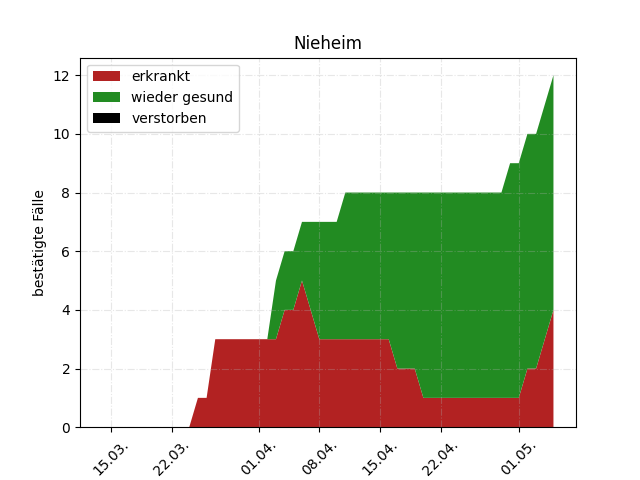 Nieheim
erkrankt
wieder gesund
verstorben
bestätigte Fälle
12
10
8
6
4
2
0
15.03.
22.03.
01.04.
08.04.
15.04.
22.04.
01.05.